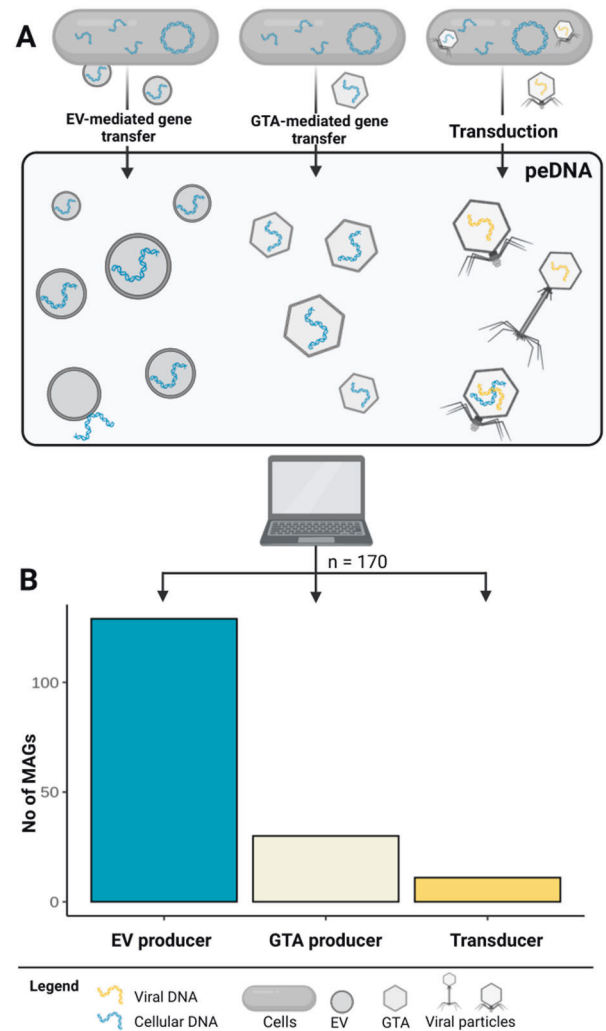 A
EV-mediated gene
transfer
GTA-mediated gene
transfer
Transduction
peDNA
n = 170
B
No of MAGs
100
50
0
EV producer
GTA producer
Transducer
Legend
Viral DNA
Cellular DNA
Cells
EV
GTA
Viral particles